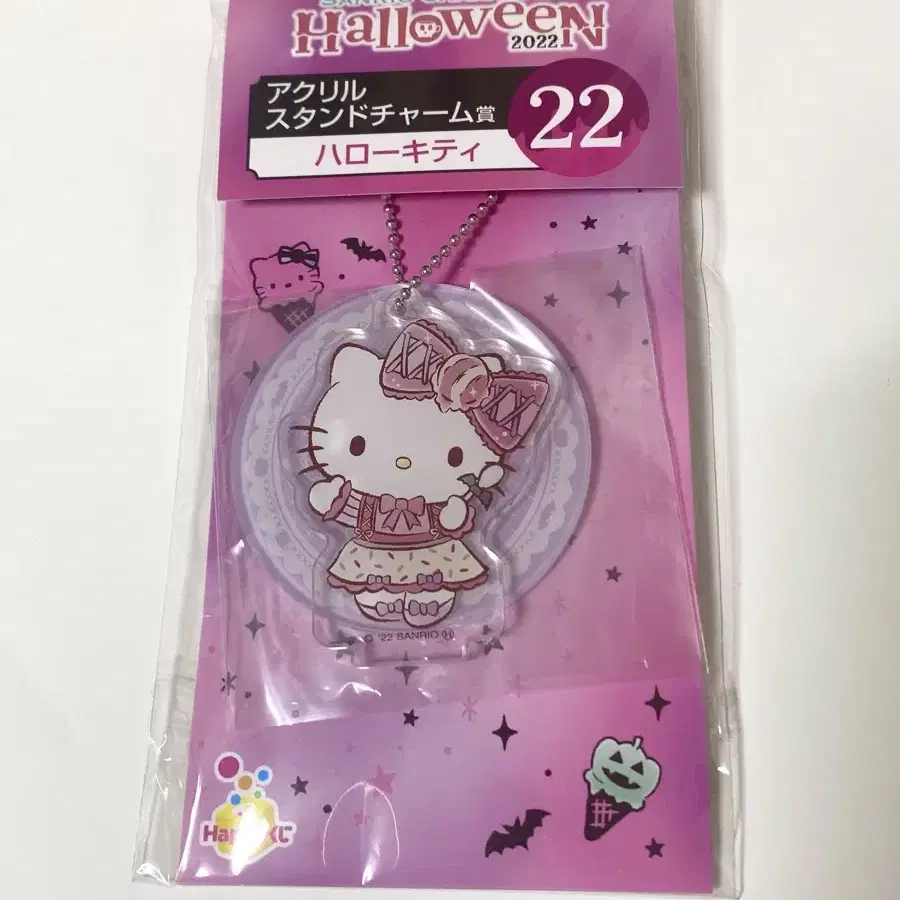 SANRIO
Halloween
2022
アクリル
スタンドチャーム賞
22
ハローキティ
© '22 SANRIO (H)